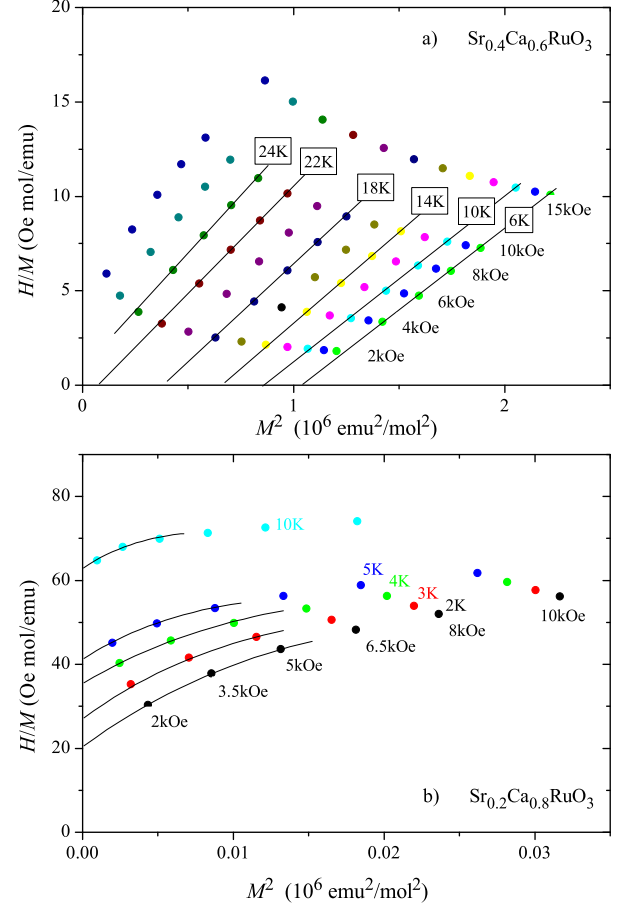 20
15
10
5
0
H/M (Oe mol/emu)
a) Sr0.4Ca0.6RuO3
24K
22K
18K
14K
10K
6K
15kOe
10kOe
8kOe
6kOe
4kOe
2kOe
0 1 2
M² (10⁶ emu²/mol²)
80
60
40
20
0
H/M (Oe mol/emu)
10K
5K
4K
3K
2K
10kOe
8kOe
6.5kOe
5kOe
3.5kOe
2kOe
b) Sr0.2Ca0.8RuO3
0.00 0.01 0.02 0.03
M² (10⁶ emu²/mol²)